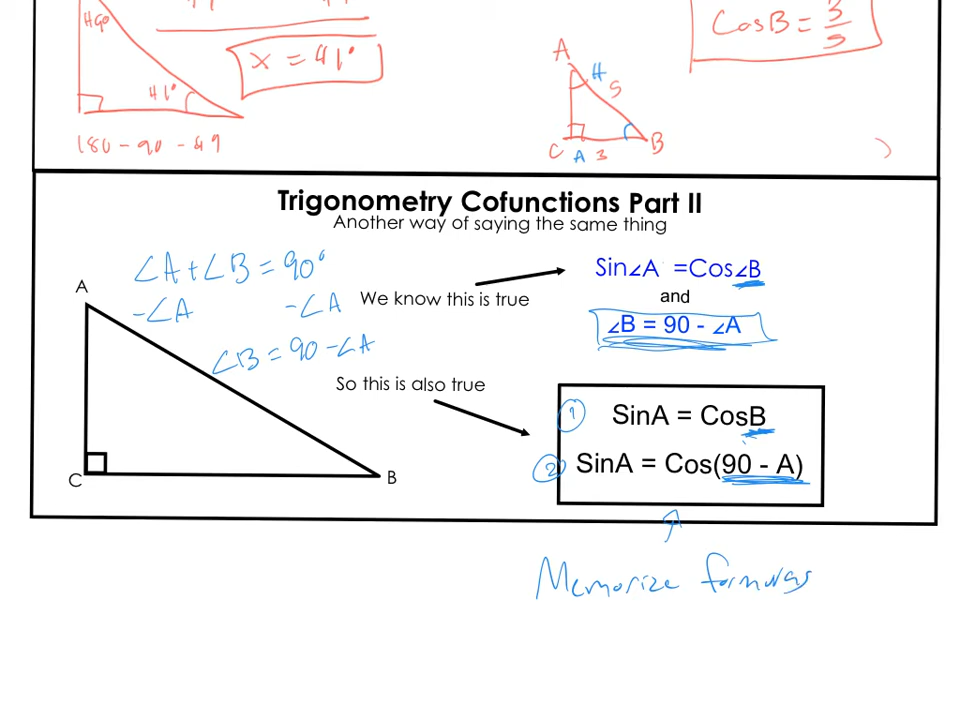 H90
x = 41°
41°
180 - 90 - 49
CosB = 3/5
A
H
5
C
A
3
B
Trigonometry Cofunctions Part II
Another way of saying the same thing
∠A + ∠B = 90°
-∠A -∠A
∠B = 90 - ∠A
A
C
B
We know this is true
Sin∠A =Cos∠B
and
∠B = 90 - ∠A
So this is also true
1 SinA = CosB
2 SinA = Cos(90 - A)
Memorize formulas